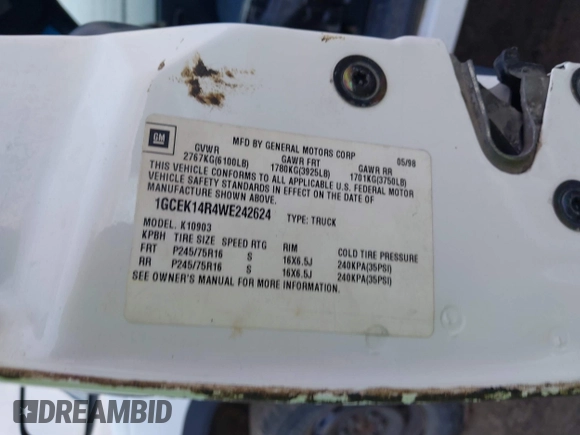 GM
MFD BY GENERAL MOTORS CORP 05/98
GVWR GAWR FRT GAWR RR
2767KG(6100LB) 1780KG(3925LB) 1701KG(3750LB)
THIS VEHICLE CONFORMS TO ALL APPLICABLE U.S. FEDERAL MOTOR
VEHICLE SAFETY STANDARDS IN EFFECT ON THE DATE OF
MANUFACTURE SHOWN ABOVE.
1GCEK14R4WE242624 TYPE: TRUCK
MODEL: K10903
KPBH TIRE SIZE SPEED RTG RIM COLD TIRE PRESSURE
FRT P245/75R16 S 16X6.5J 240KPA(35PSI)
RR P245/75R16 S 16X6.5J 240KPA(35PSI)
SEE OWNER'S MANUAL FOR MORE INFORMATION.
DREAMBID